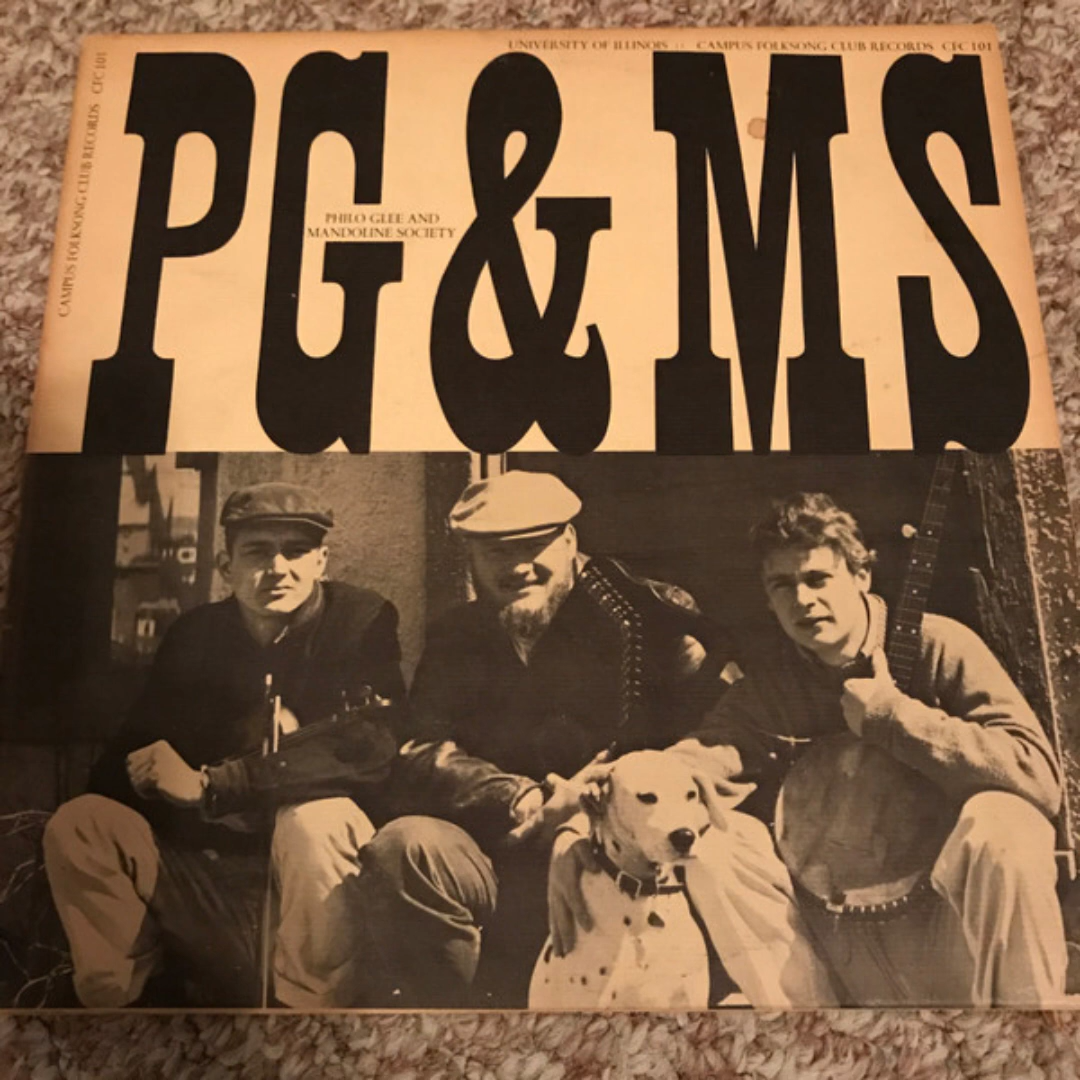 UNIVERSITY OF ILLINOIS :: CAMPUS FOLKSONG CLUB RECORDS CFC 101
CAMPUS FOLKSONG CLUB RECORDS CFC 101
PG&MS
PHILO GLEE AND
MANDOLINE SOCIETY